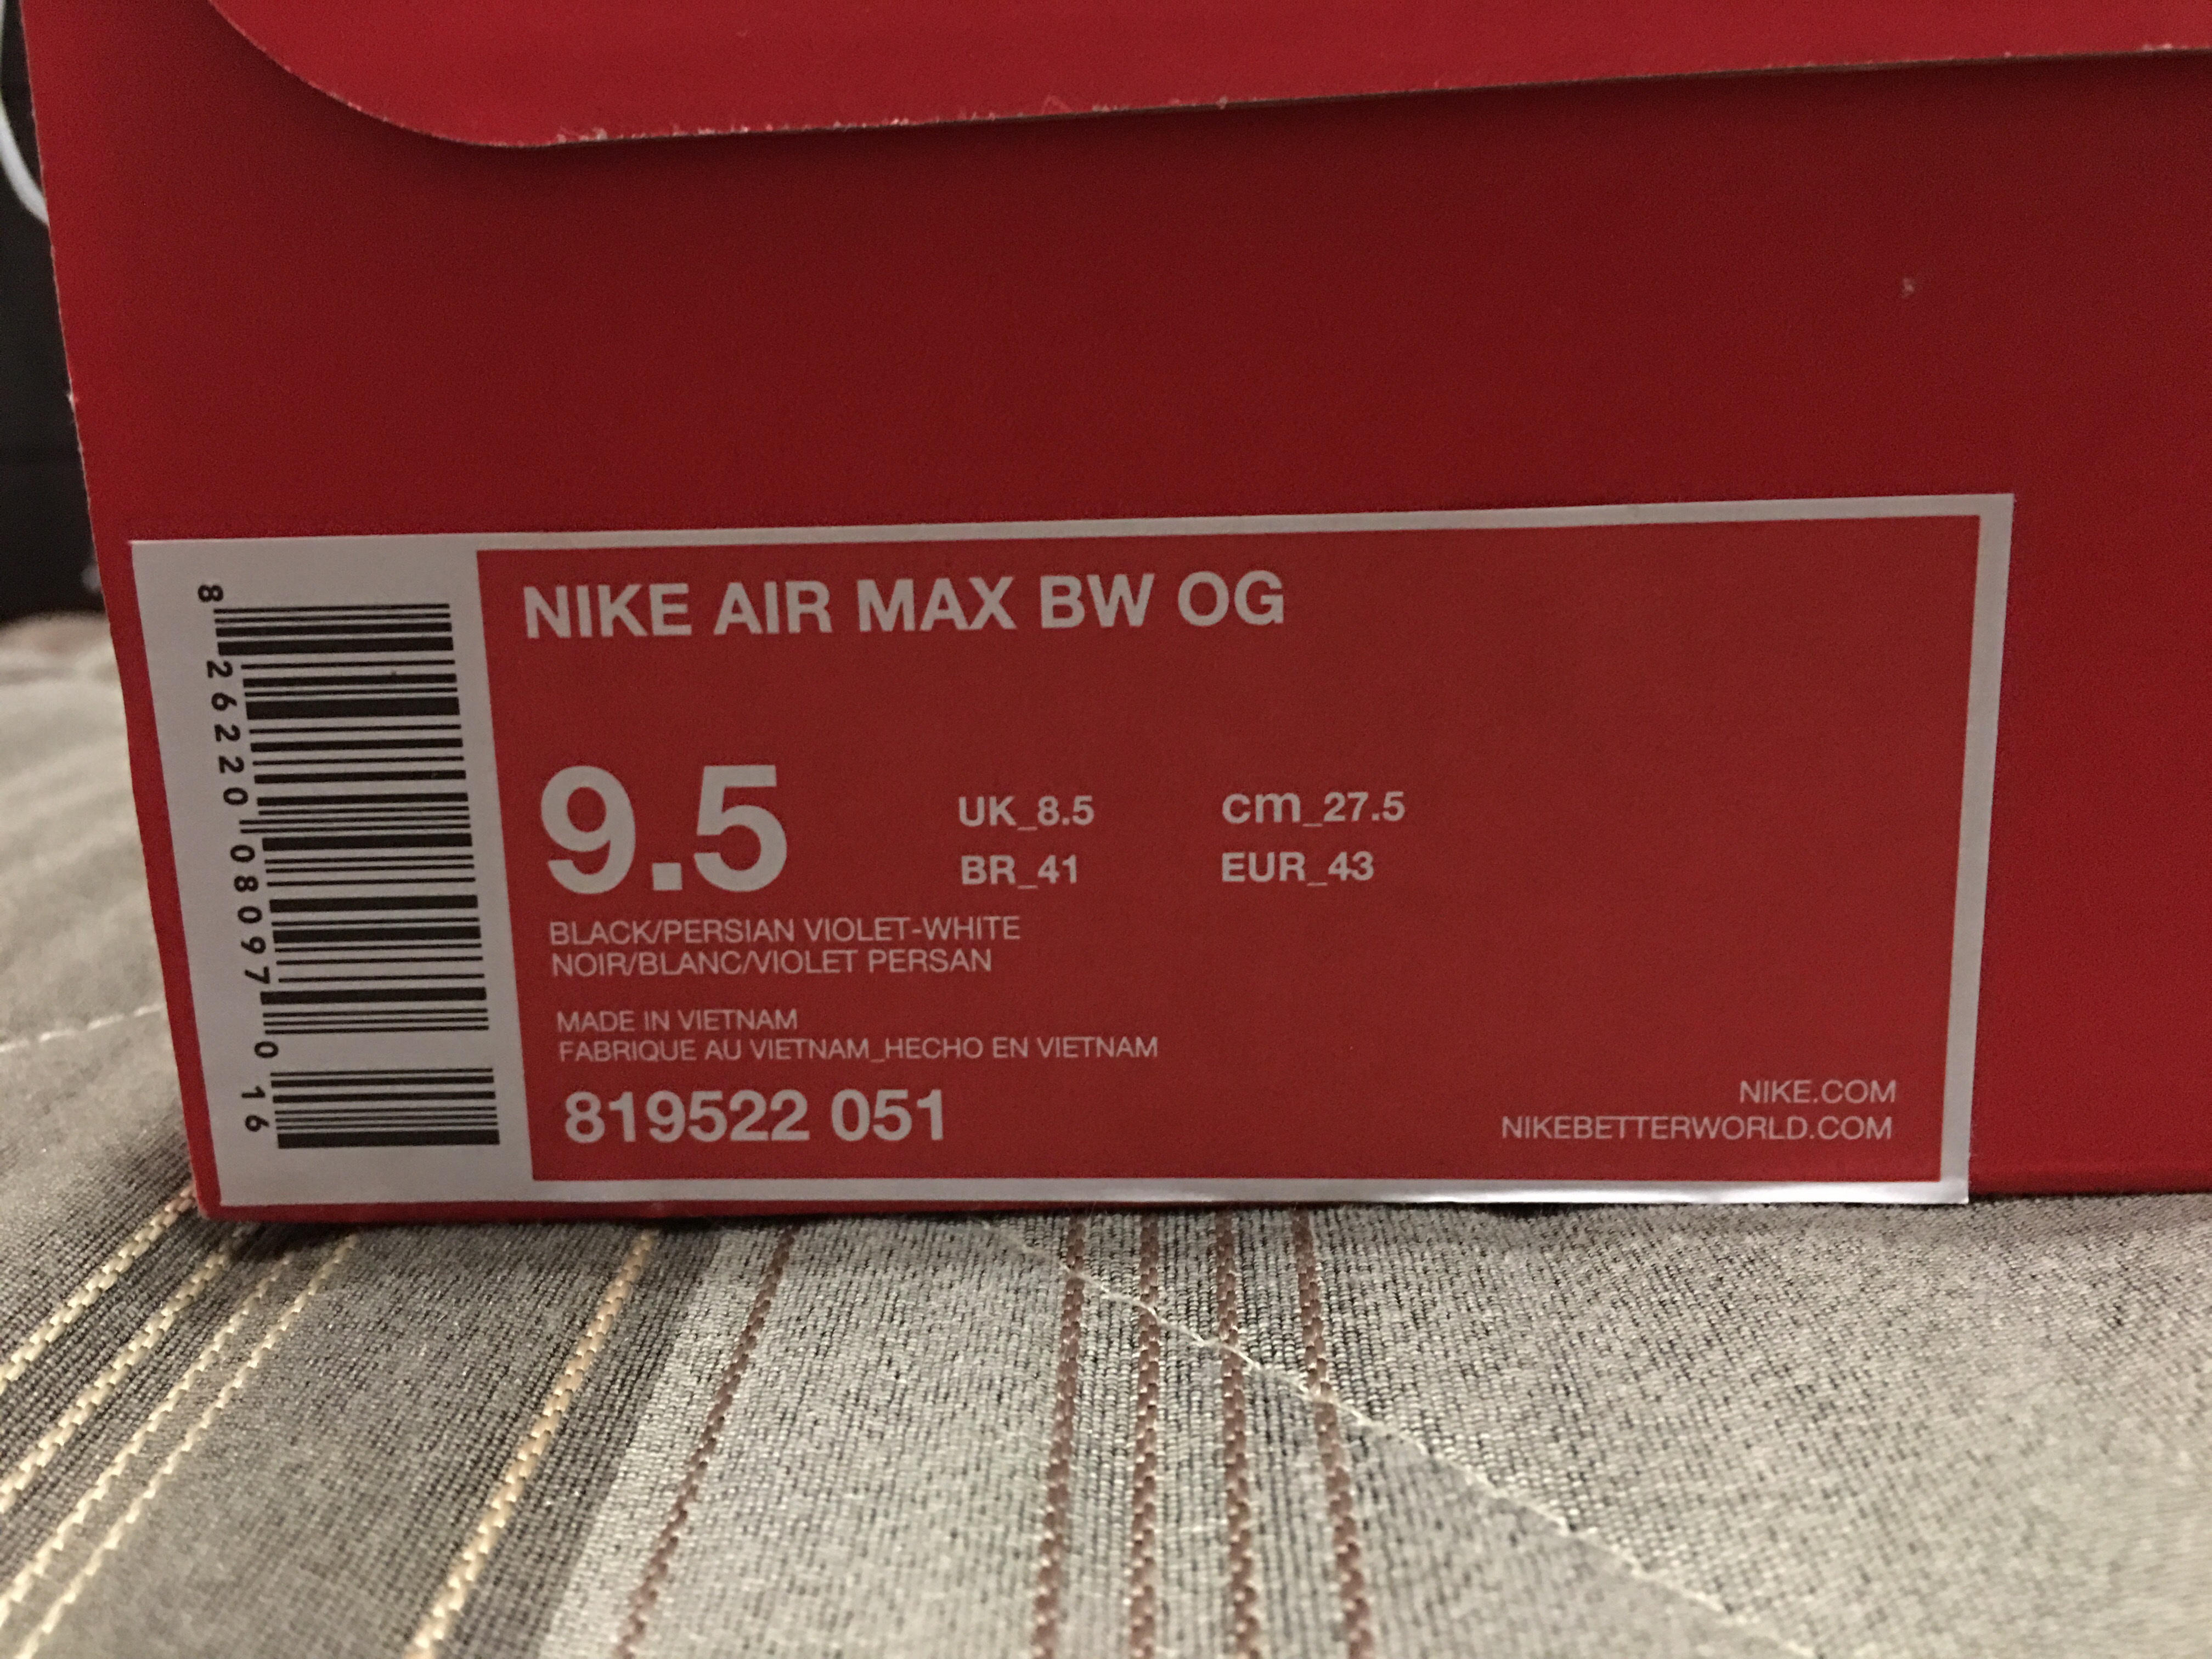 NIKE AIR MAX BW OG
9.5
UK_8.5
cm_27.5
BR_41
EUR_43
BLACK/PERSIAN VIOLET-WHITE
NOIR/BLANC/VIOLET PERSAN
MADE IN VIETNAM
FABRIQUE AU VIETNAM_HECHO EN VIETNAM
819522 051
NIKE.COM
NIKEBETTERWORLD.COM
8 26220 08097 0 16